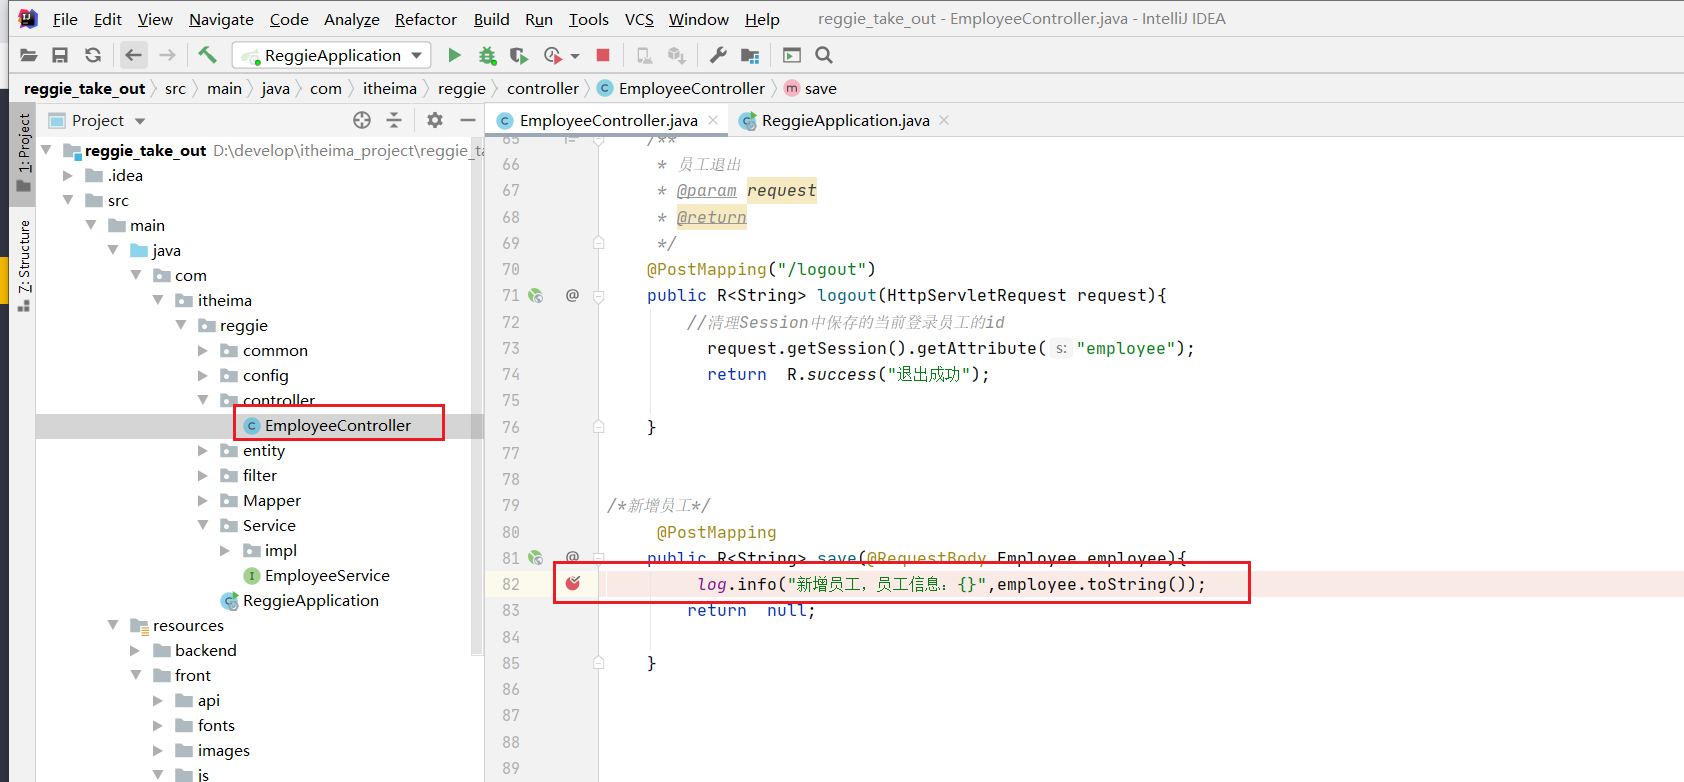 File Edit View Navigate Code Analyze Refactor Build Run Tools VCS Window Help reggie_take_out - EmployeeController.java - IntelliJ IDEA
ReggieApplication
reggie_take_out src main java com itheima reggie controller EmployeeController save
Project
EmployeeController.java
ReggieApplication.java
1: Project
Z: Structure
reggie_take_out D:\develop\itheima_project\reggie_ta
.idea
src
main
java
com
itheima
reggie
common
config
controller
EmployeeController
entity
filter
Mapper
Service
impl
EmployeeService
ReggieApplication
resources
backend
front
api
fonts
images
js
65 /**
66 * 员工退出
67 * @param request
68 * @return
69 */
70 @PostMapping("/logout")
71 @ public R<String> logout(HttpServletRequest request){
72 //清理Session中保存的当前登录员工的id
73 request.getSession().getAttribute( s: "employee");
74 return R.success("退出成功");
75
76 }
77
78
79 /*新增员工*/
80 @PostMapping
81 @ public R<String> save(@RequestBody Employee employee){
82 log.info("新增员工，员工信息：{}",employee.toString());
83 return null;
84
85 }
86
87
88
89